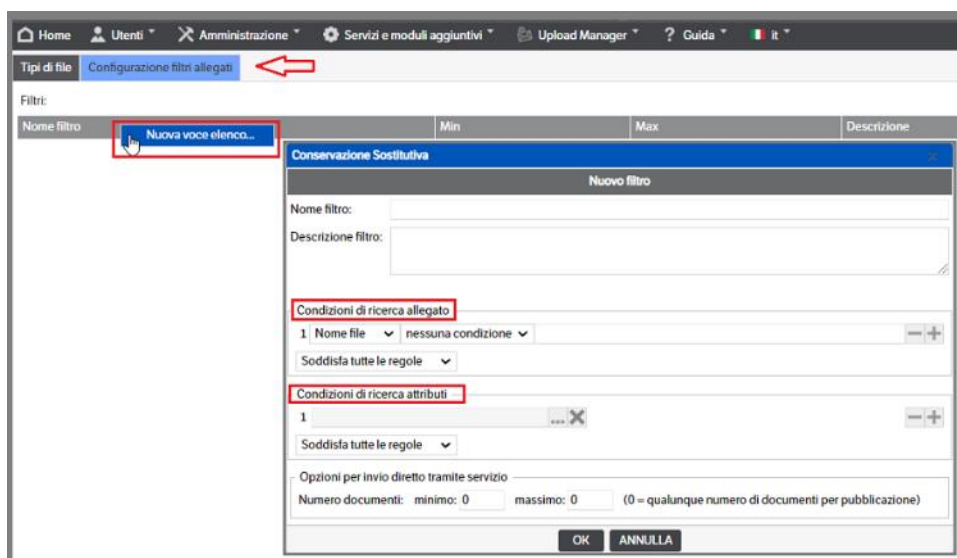 Home Utenti Amministrazione Servizi e moduli aggiuntivi Upload Manager ? Guida it
Tipi di file Configurazione filtri allegati
Filtri:
Nome filtro Min Max Descrizione
Nuova voce elenco...
Conservazione Sostitutiva
Nuovo filtro
Nome filtro:
Descrizione filtro:
Condizioni di ricerca allegato
1 Nome file nessuna condizione
Soddisfa tutte le regole
Condizioni di ricerca attributi
1 ...
Soddisfa tutte le regole
Opzioni per invio diretto tramite servizio
Numero documenti: minimo: 0 massimo: 0 (0 = qualunque numero di documenti per pubblicazione)
OK ANNULLA